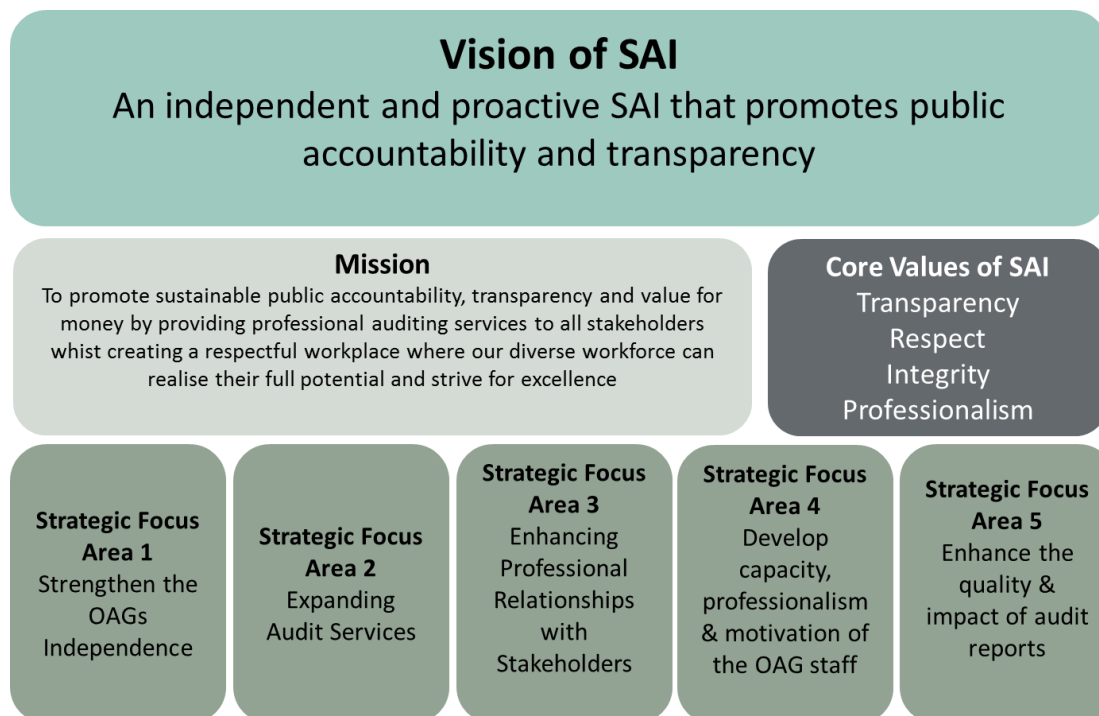 Vision of SAI
An independent and proactive SAI that promotes public
accountability and transparency
Mission
To promote sustainable public accountability, transparency and value for
money by providing professional auditing services to all stakeholders
whist creating a respectful workplace where our diverse workforce can
realise their full potential and strive for excellence
Core Values of SAI
Transparency
Respect
Integrity
Professionalism
Strategic Focus
Area 1
Strengthen the
OAGs
Independence
Strategic Focus
Area 2
Expanding
Audit Services
Strategic Focus
Area 3
Enhancing
Professional
Relationships
with
Stakeholders
Strategic Focus
Area 4
Develop
capacity,
professionalism
& motivation of
the OAG staff
Strategic Focus
Area 5
Enhance the
quality &
impact of audit
reports